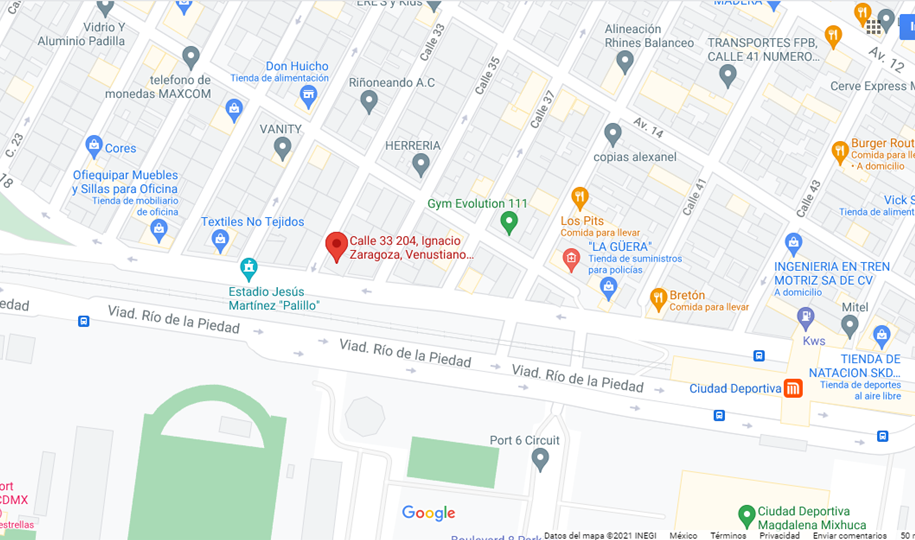 MADERA
ERE'S y Klus
Vidrio Y
Aluminio Padilla
Calle 33
Alineación
Rhines Balanceo
TRANSPORTES FPB,
CALLE 41 NUMERO...
Av. 12
Don Huicho
Tienda de alimentación
telefono de
monedas MAXCOM
Riñoneando A.C
Calle 35
Cerve Express M
Calle 37
VANITY
Av. 14
C. 23
Cores
HERRERIA
copias alexanel
Burger Rout
Comida para lle
• A domicilio
18
Ofiequipar Muebles
y Sillas para Oficina
Tienda de mobiliario
de oficina
Calle 41
Calle 43
Gym Evolution 111
Vick S
Tienda de alimen
Textiles No Tejidos
Los Pits
Comida para llevar
Calle 33 204, Ignacio
Zaragoza, Venustiano...
"LA GÜERA"
Tienda de suministros
para policías
INGENIERIA EN TREN
MOTRIZ SA DE CV
A domicilio
Estadio Jesús
Martínez "Palillo"
Bretón
Comida para llevar
Mitel
Kws
Piedad
Viad. Río de la Piedad
Viad. Río de la Piedad
Viad. Río de la Piedad
TIENDA DE
NATACION SKD...
Tienda de deportes
al aire libre
Ciudad Deportiva
Port 6 Circuit
ort
CDMX
estrellas
Google
Ciudad Deportiva
Magdalena Mixhuca
Boulevard 8 Park
Datos del mapa ©2021 INEGI
México
Términos
Privacidad
Enviar comentarios
50 m